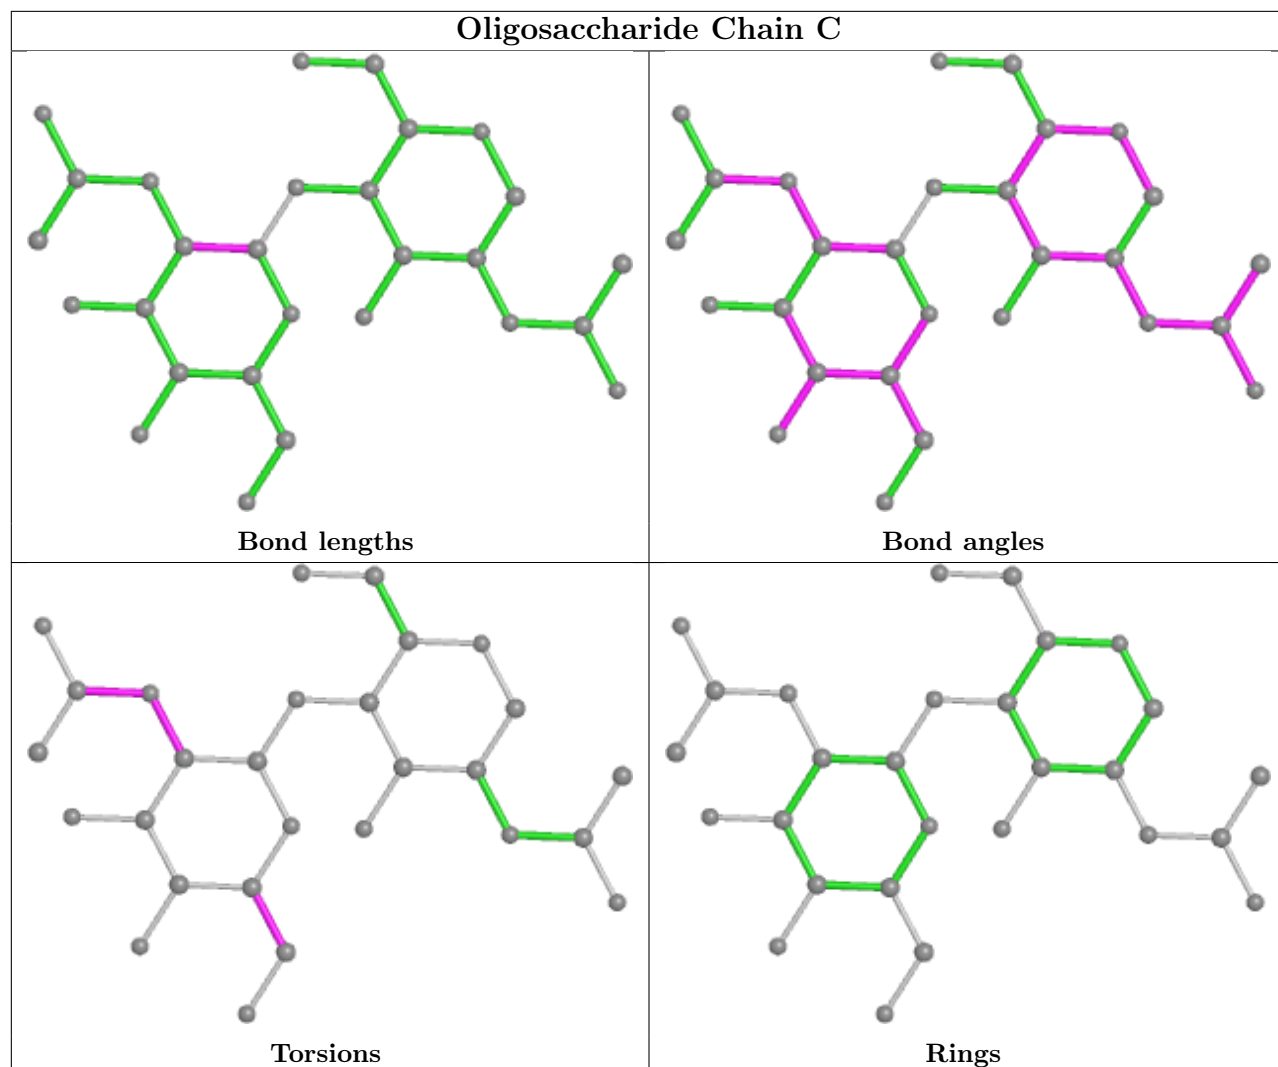 Oligosaccharide Chain C
Bond lengths
Bond angles
Torsions
Rings